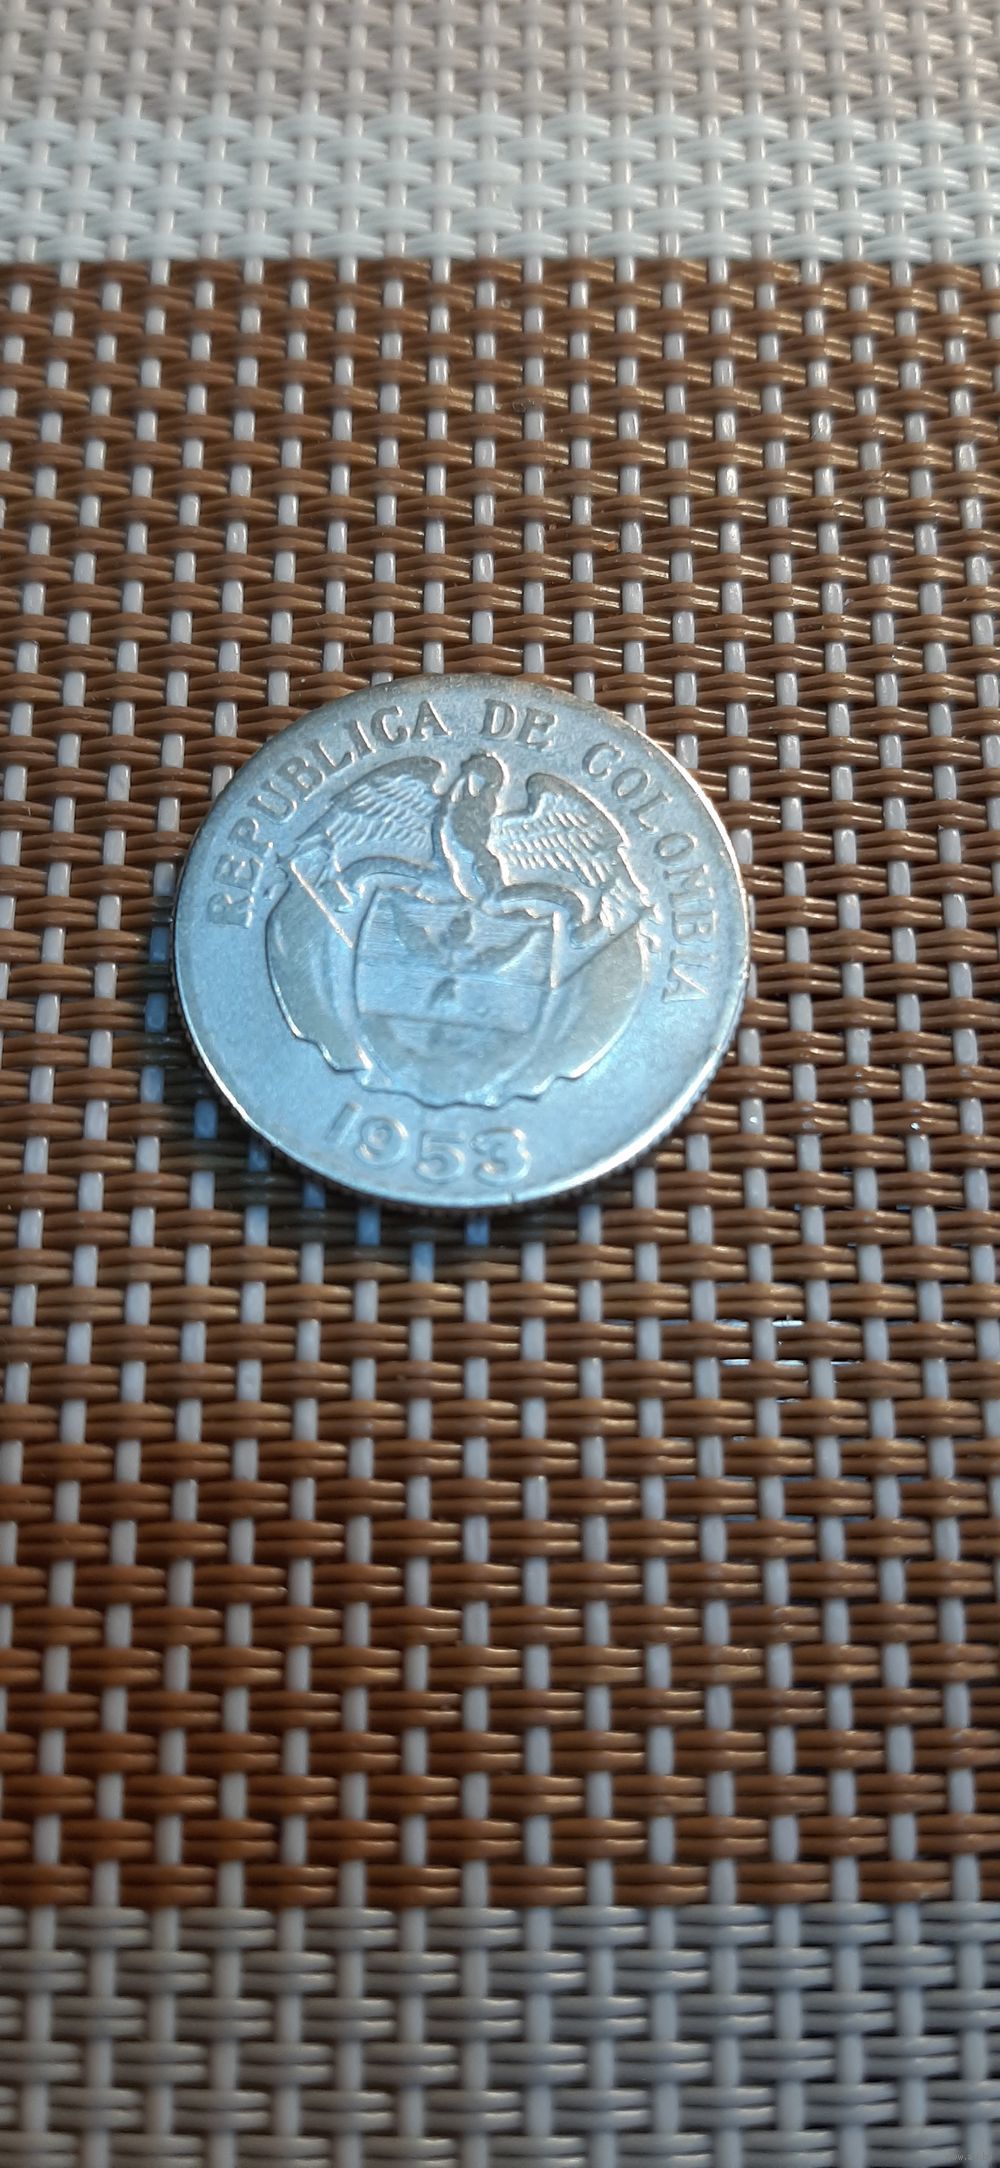 REPUBLICA DE COLOMBIA
1953